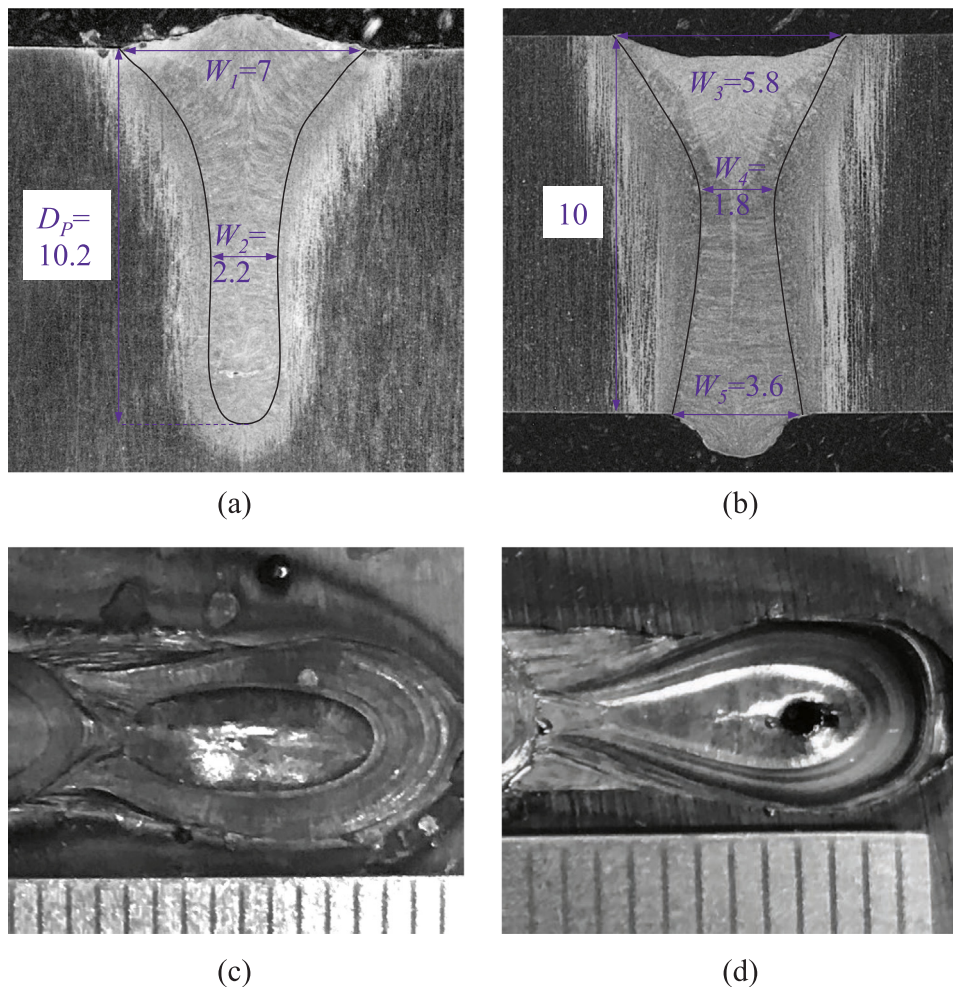 W₁=7
Dₚ=
10.2
W₂=
2.2
W₃=5.8
W₄=
1.8
10
W₅=3.6
(a)
(b)
(c)
(d)